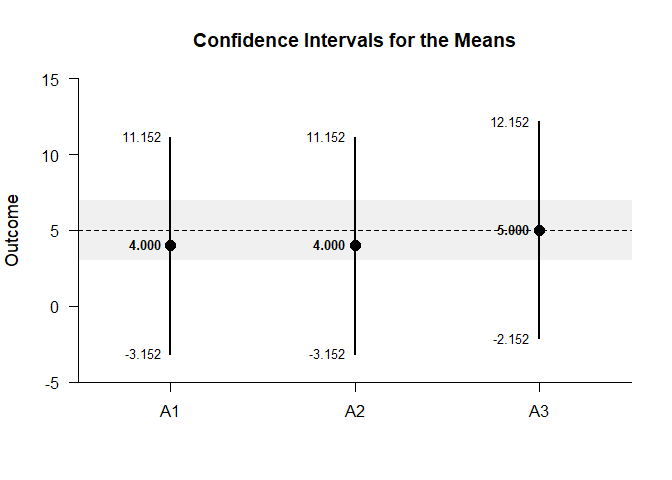 Confidence Intervals for the Means
Outcome
15
10
5
0
-5
11.152
4.000
-3.152
11.152
4.000
-3.152
12.152
5.000
-2.152
A1
A2
A3